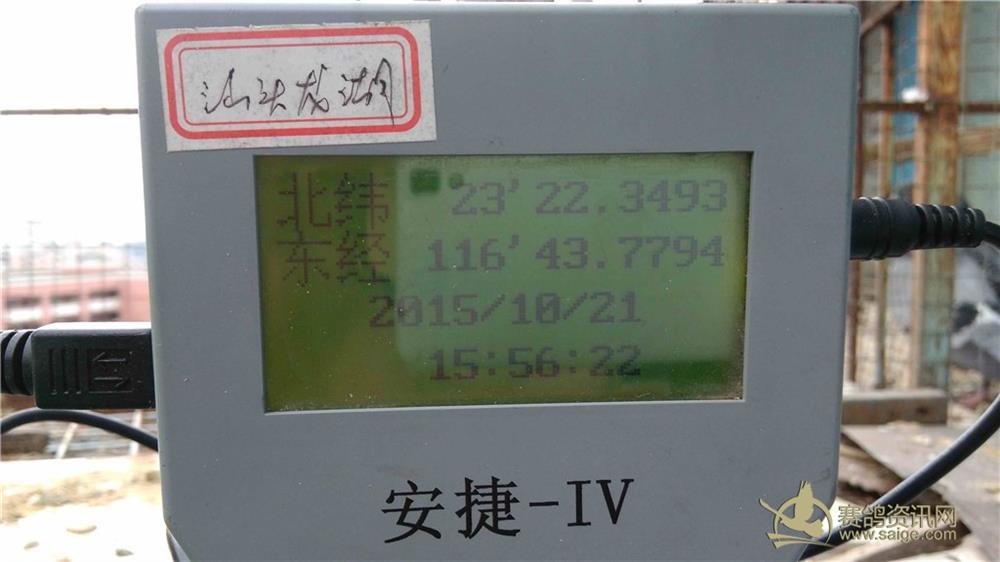 汕头龙湖
北纬 23'22.3493
东经 116'43.7794
2015/10/21
15:56:22
安捷-IV
赛鸽资讯网
www.saige.com